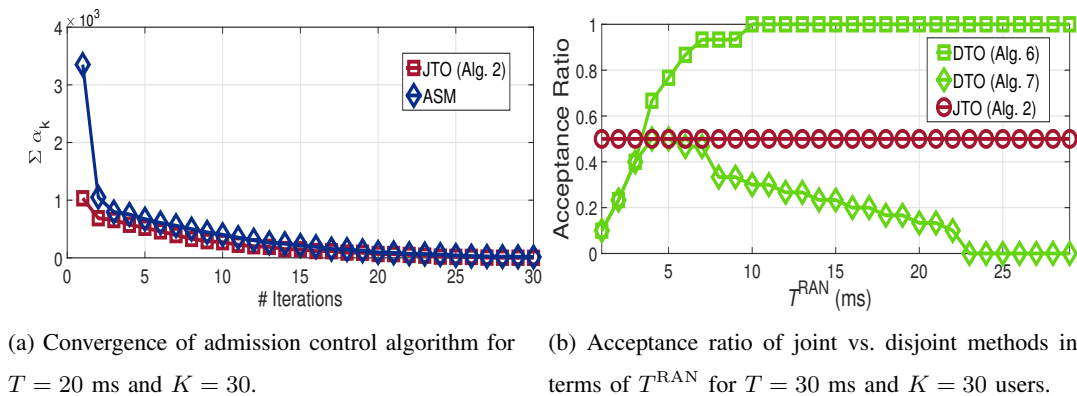 × 10³
4
3
2
1
0
0 5 10 15 20 25 30
# Iterations
Σ αk
JTO (Alg. 2)
ASM
1
0.8
0.6
0.4
0.2
0
5 10 15 20 25
T^RAN (ms)
Acceptance Ratio
DTO (Alg. 6)
DTO (Alg. 7)
JTO (Alg. 2)
(a) Convergence of admission control algorithm for
T = 20 ms and K = 30.
(b) Acceptance ratio of joint vs. disjoint methods in
terms of T^RAN for T = 30 ms and K = 30 users.